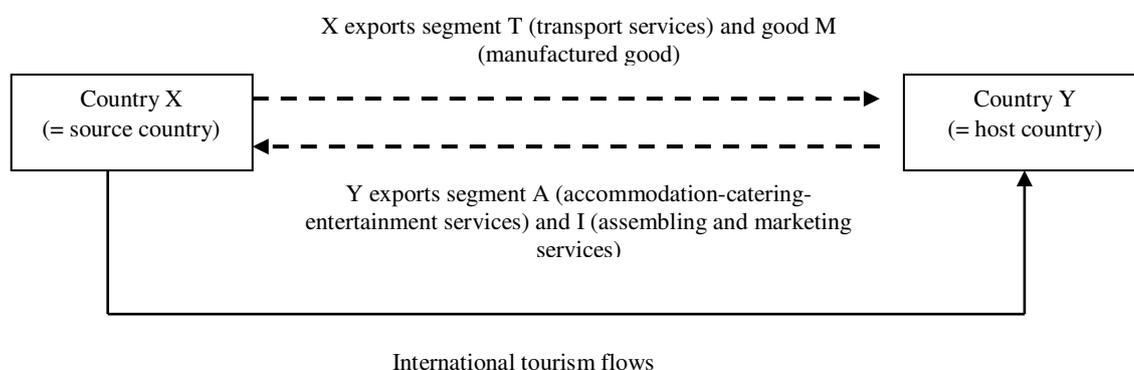 X exports segment T (transport services) and good M
(manufactured good)
Country X
(= source country)
Country Y
(= host country)
Y exports segment A (accommodation-catering-
entertainment services) and I (assembling and marketing
services)
International tourism flows